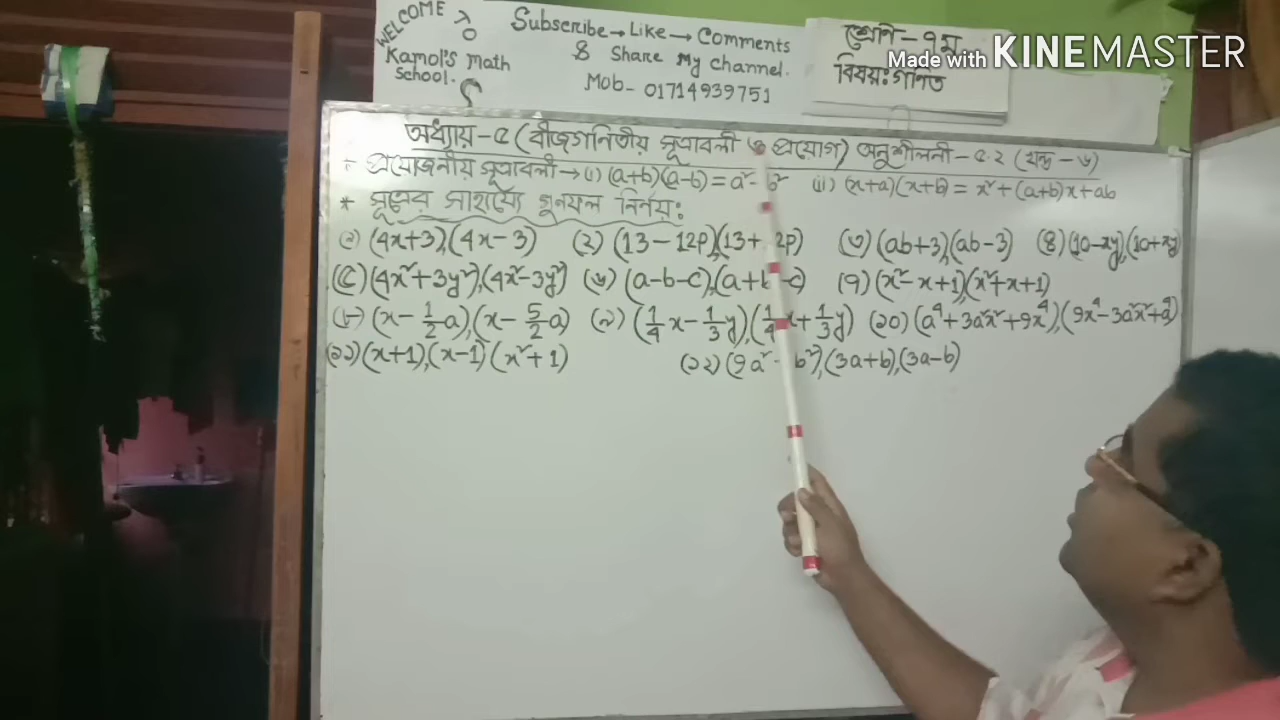 WELCOME TO
Kamol's math
School.
Subscribe→Like→Comments
& Share My Channel.
Mob- 01714939751
শ্রেণি-৭ম
বিষয়ঃগণিত
Made with KINEMASTER
অধ্যায়-৫ (বীজগণিতীয় সূত্রাবলী ও প্রয়োগ) অনুশীলনী-৫.২ (খন্ড-৬)
প্রয়োজনীয় সূত্রাবলী→(i) (a+b)(a-b)=a²-b² (ii) (x+a)(x+b) = x²+(a+b)x+ab
* সূত্রের সাহায্যে গুনফল নির্নয়ঃ
(১) (4x+3),(4x-3) (২) (13-12P),(13+12P) (৩) (ab+3),(ab-3) (৪) (10-xy),(10+xy)
(৫) (4x²+3y²),(4x²-3y²) (৬) (a-b-c),(a+b-c) (৭) (x²-x+1),(x²+x+1)
(৮) (x-1/2a),(x-5/2a) (৯) (1/4x-1/3y),(1/4x+1/3y) (১০) (a⁴+3a²x²+9x⁴),(9x⁴-3a²x²+a⁴)
(১১) (x+1),(x-1)(x²+1) (১২) (9a²+b²),(3a+b),(3a-b)